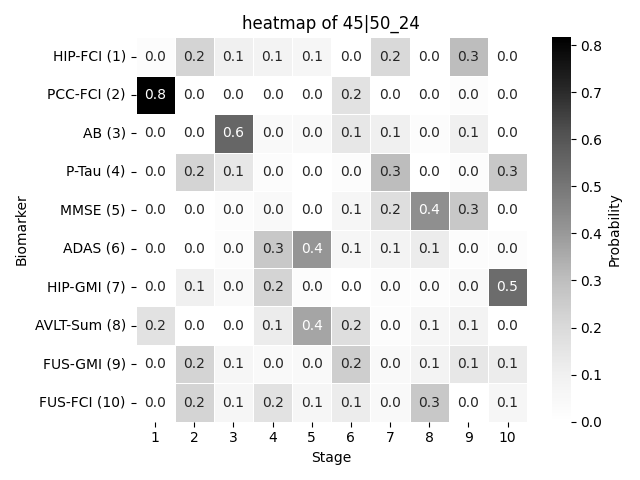 heatmap of 45|50_24
Biomarker
HIP-FCI (1) 0.0 0.2 0.1 0.1 0.1 0.0 0.2 0.0 0.3 0.0
PCC-FCI (2) 0.8 0.0 0.0 0.0 0.0 0.2 0.0 0.0 0.0 0.0
AB (3) 0.0 0.0 0.6 0.0 0.0 0.1 0.1 0.0 0.1 0.0
P-Tau (4) 0.0 0.2 0.1 0.0 0.0 0.0 0.3 0.0 0.0 0.3
MMSE (5) 0.0 0.0 0.0 0.0 0.0 0.1 0.2 0.4 0.3 0.0
ADAS (6) 0.0 0.0 0.0 0.3 0.4 0.1 0.1 0.1 0.0 0.0
HIP-GMI (7) 0.0 0.1 0.0 0.2 0.0 0.0 0.0 0.0 0.0 0.5
AVLT-Sum (8) 0.2 0.0 0.0 0.1 0.4 0.2 0.0 0.1 0.1 0.0
FUS-GMI (9) 0.0 0.2 0.1 0.0 0.0 0.2 0.0 0.1 0.1 0.1
FUS-FCI (10) 0.0 0.2 0.1 0.2 0.1 0.1 0.0 0.3 0.0 0.1
1 2 3 4 5 6 7 8 9 10
Stage
0.8
0.7
0.6
0.5
0.4
0.3
0.2
0.1
0.0
Probability